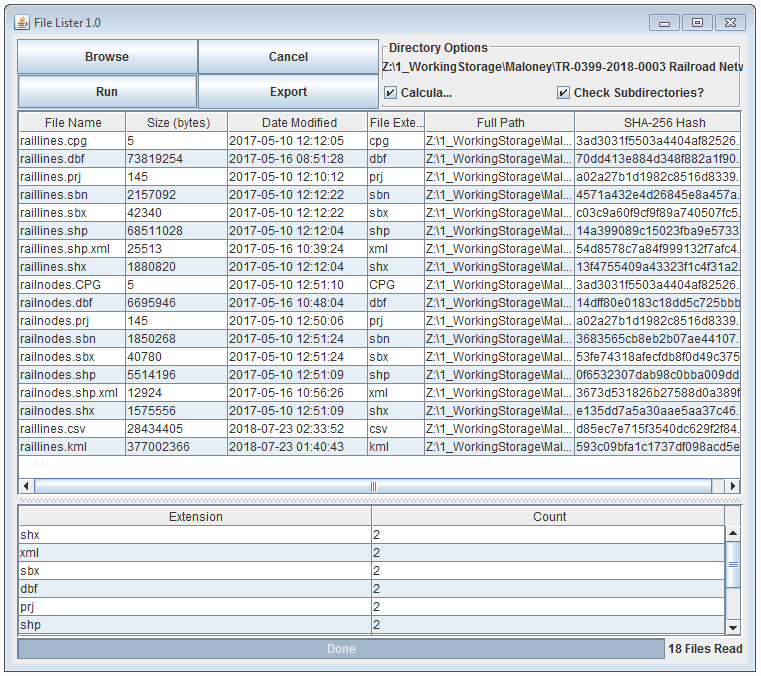 File Lister 1.0
Browse Cancel
Run Export
Directory Options
Z:\1_WorkingStorage\Maloney\TR-0399-2018-0003 Railroad Netw
Calcula... Check Subdirectories?
File Name Size (bytes) Date Modified File Exte... Full Path SHA-256 Hash
raillines.cpg 5 2017-05-10 12:12:05 cpg Z:\1_WorkingStorage\Mal... 3ad3031f5503a4404af82526...
raillines.dbf 73819254 2017-05-16 08:51:28 dbf Z:\1_WorkingStorage\Mal... 70dd413e884d348f882a1f90...
raillines.prj 145 2017-05-10 12:10:12 prj Z:\1_WorkingStorage\Mal... a02a27b1d1982c8516d8339...
raillines.sbn 2157092 2017-05-10 12:12:22 sbn Z:\1_WorkingStorage\Mal... 4571a432e4d26845e8a457a...
raillines.sbx 42340 2017-05-10 12:12:22 sbx Z:\1_WorkingStorage\Mal... c03c9a60f9cf9f89a740507fc5...
raillines.shp 68511028 2017-05-10 12:12:04 shp Z:\1_WorkingStorage\Mal... 14a399089c15023fba9e5733...
raillines.shp.xml 25513 2017-05-16 10:39:24 xml Z:\1_WorkingStorage\Mal... 54d8578c7a84f999132f7afc4...
raillines.shx 1880820 2017-05-10 12:12:04 shx Z:\1_WorkingStorage\Mal... 13f4755409a43323f1c4f31a2...
railnodes.CPG 5 2017-05-10 12:51:10 CPG Z:\1_WorkingStorage\Mal... 3ad3031f5503a4404af82526...
railnodes.dbf 6695946 2017-05-16 10:48:04 dbf Z:\1_WorkingStorage\Mal... 14dff80e0183c18dd5c725bbb
railnodes.prj 145 2017-05-10 12:50:06 prj Z:\1_WorkingStorage\Mal... a02a27b1d1982c8516d8339...
railnodes.sbn 1850268 2017-05-10 12:51:24 sbn Z:\1_WorkingStorage\Mal... 3683565cb8eb2b07ae44107...
railnodes.sbx 40780 2017-05-10 12:51:24 sbx Z:\1_WorkingStorage\Mal... 53fe74318afecfdb8f0d49c375
railnodes.shp 5514196 2017-05-10 12:51:09 shp Z:\1_WorkingStorage\Mal... 0f6532307dab98c0bba009dd...
railnodes.shp.xml 12924 2017-05-16 10:56:26 xml Z:\1_WorkingStorage\Mal... 3673d531826b27588d0a389f
railnodes.shx 1575556 2017-05-10 12:51:09 shx Z:\1_WorkingStorage\Mal... e135dd7a5a30aae5aa37c46...
raillines.csv 28434405 2018-07-23 02:33:52 csv Z:\1_WorkingStorage\Mal... d85ec7e715f3540dc629f2f84...
raillines.kml 377002366 2018-07-23 01:40:43 kml Z:\1_WorkingStorage\Mal... 593c09bfa1c1737df098acd5e
Extension Count
shx 2
xml 2
sbx 2
dbf 2
prj 2
shp 2
Done 18 Files Read